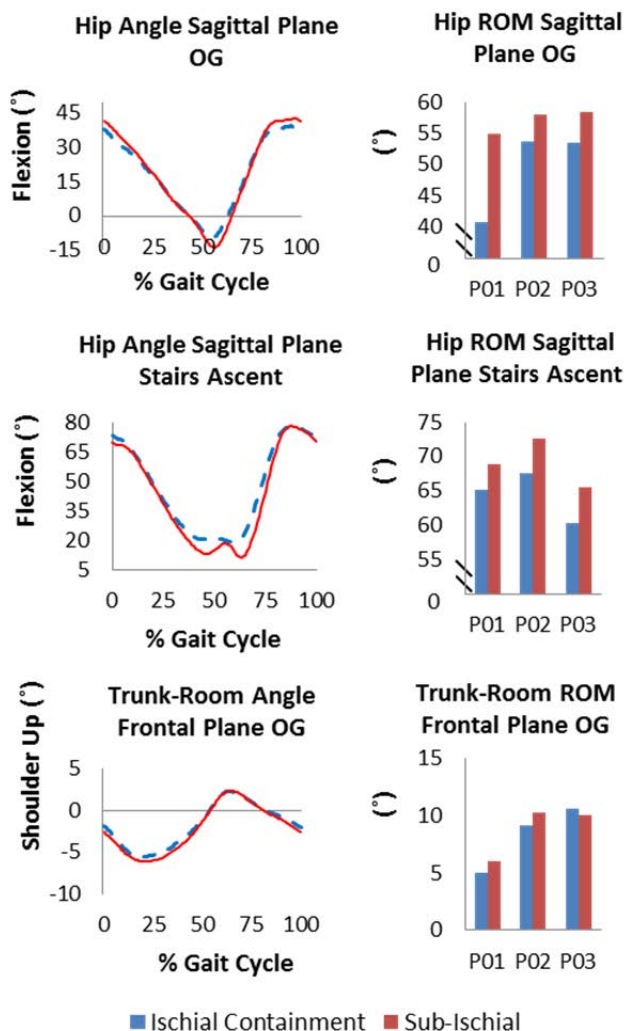 Hip Angle Sagittal Plane
OG
Flexion (°)
45
30
15
0
-15
0 25 50 75 100
% Gait Cycle
Hip ROM Sagittal
Plane OG
(°)
60
55
50
45
40
0
P01 P02 P03
Hip Angle Sagittal Plane
Stairs Ascent
Flexion (°)
80
65
50
35
20
5
0 25 50 75 100
% Gait Cycle
Hip ROM Sagittal
Plane Stairs Ascent
(°)
75
70
65
60
55
0
P01 P02 P03
Trunk-Room Angle
Frontal Plane OG
Shoulder Up (°)
5
0
-5
-10
0 25 50 75 100
% Gait Cycle
Trunk-Room ROM
Frontal Plane OG
(°)
15
10
5
0
P01 P02 P03
Ischial Containment Sub-Ischial